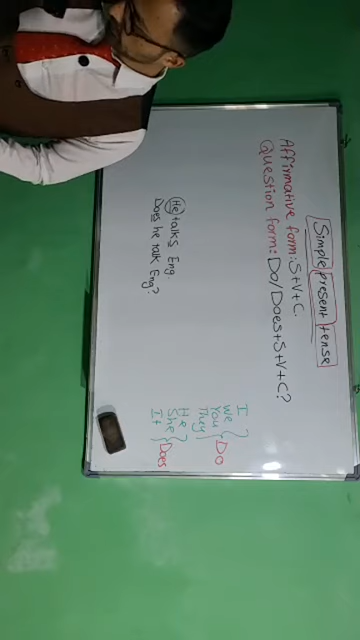 Simple present tense
Affirmative form: S+V+C.
Question form: Do/Does+S+V+C?
He talks Eng.
Does he talk Eng?
I
We
You
They
Do
He
She
It
Does